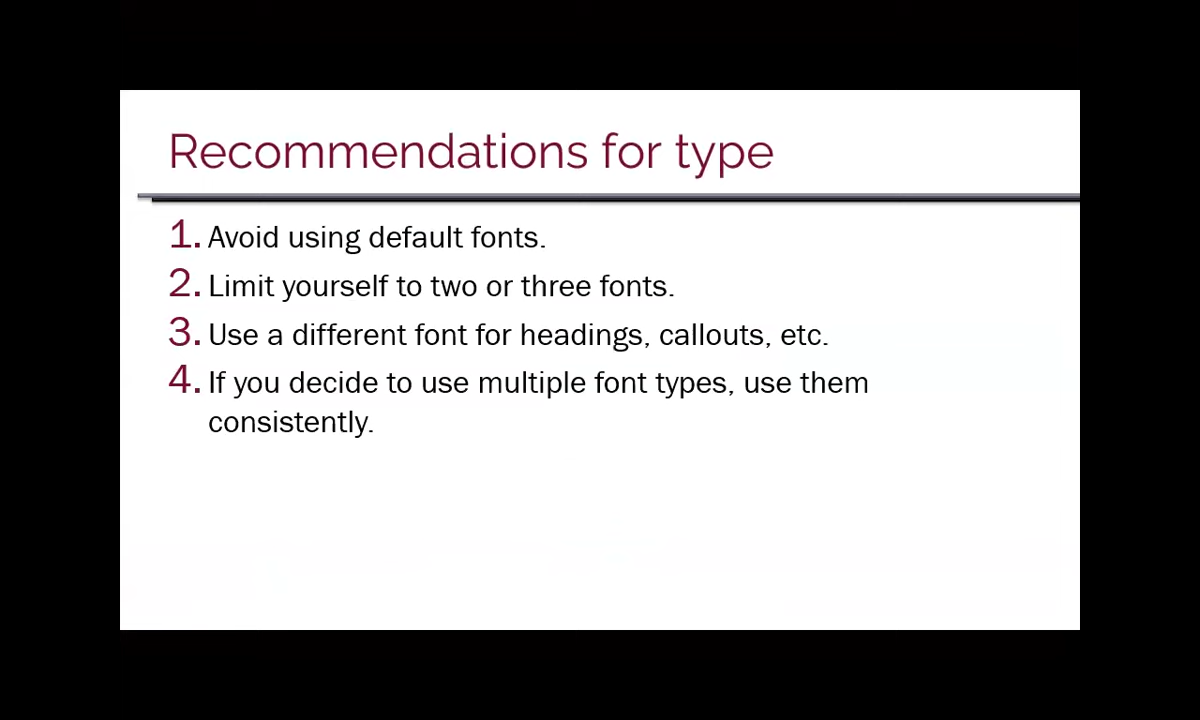 Recommendations for type
1. Avoid using default fonts.
2. Limit yourself to two or three fonts.
3. Use a different font for headings, callouts, etc.
4. If you decide to use multiple font types, use them
consistently.